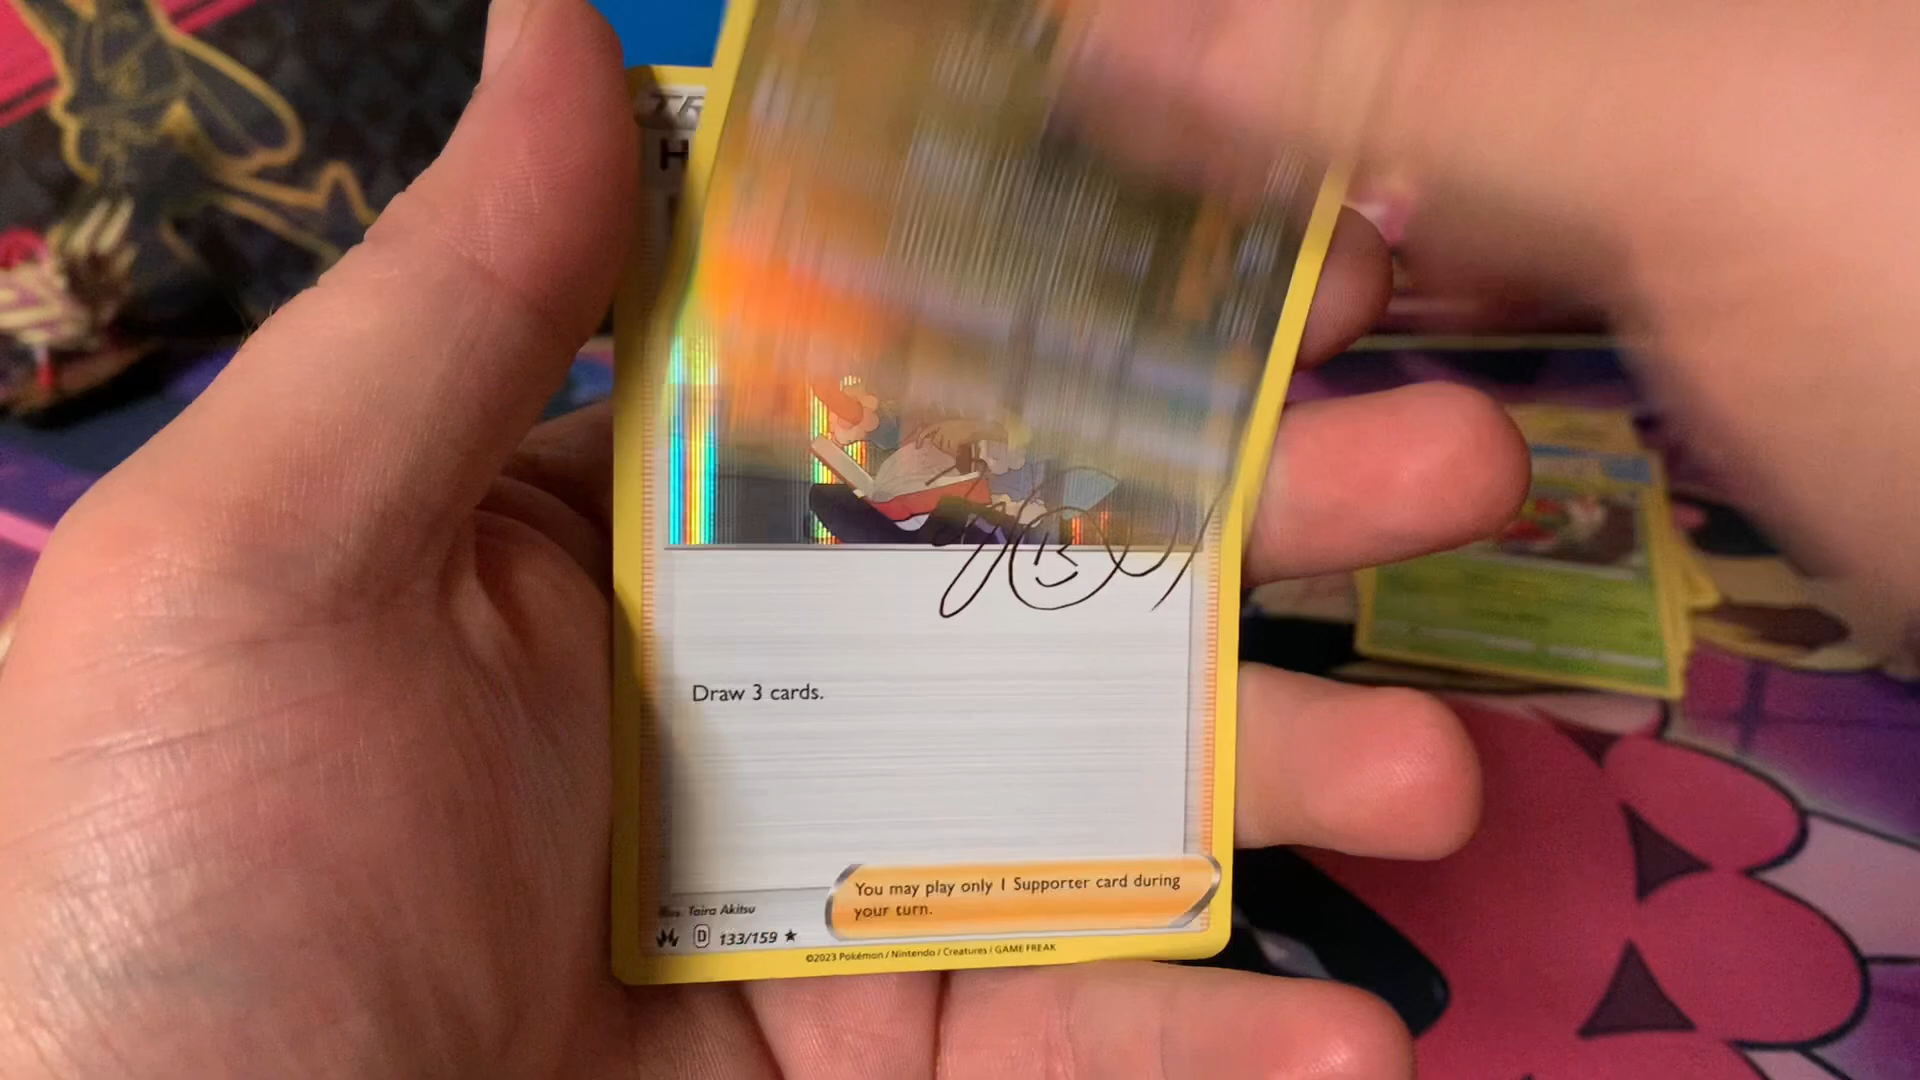 H
Draw 3 cards.
You may play only 1 Supporter card during
your turn.
Illus. Taira Akitsu
D 133/159 ★
©2023 Pokémon / Nintendo / Creatures / GAME FREAK